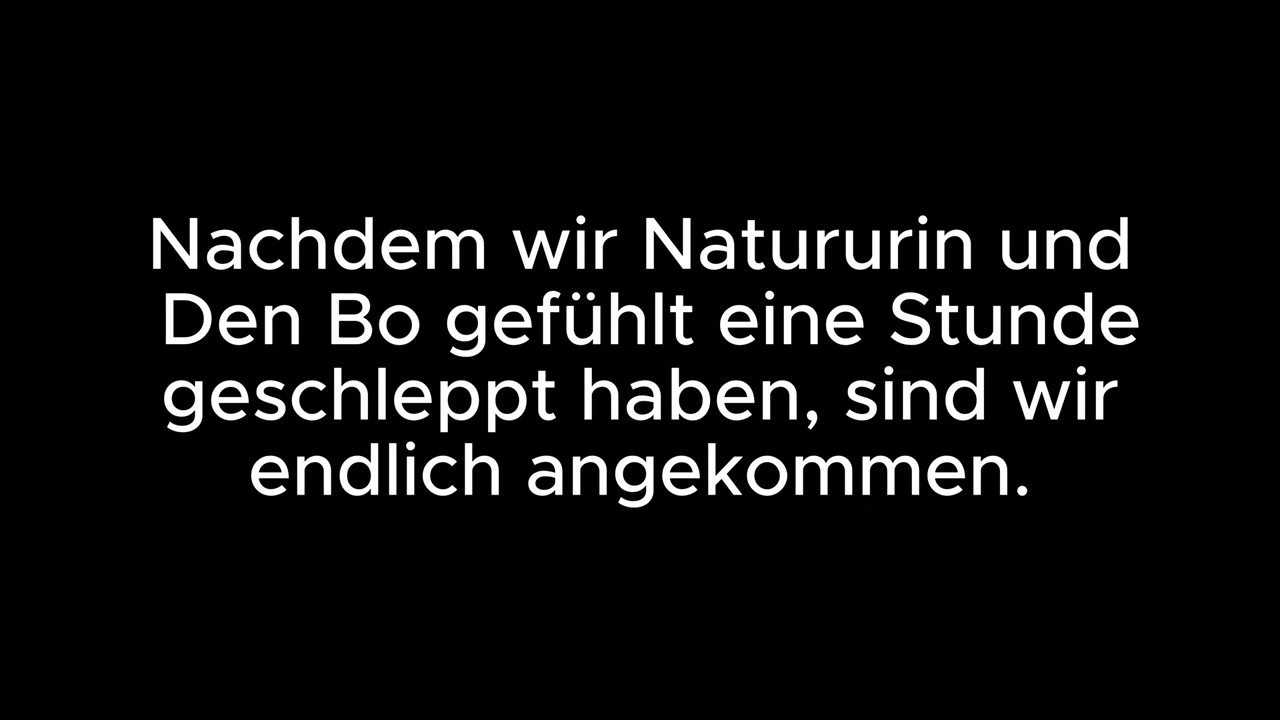 Nachdem wir Natururin und
Den Bo gefühlt eine Stunde
geschleppt haben, sind wir
endlich angekommen.